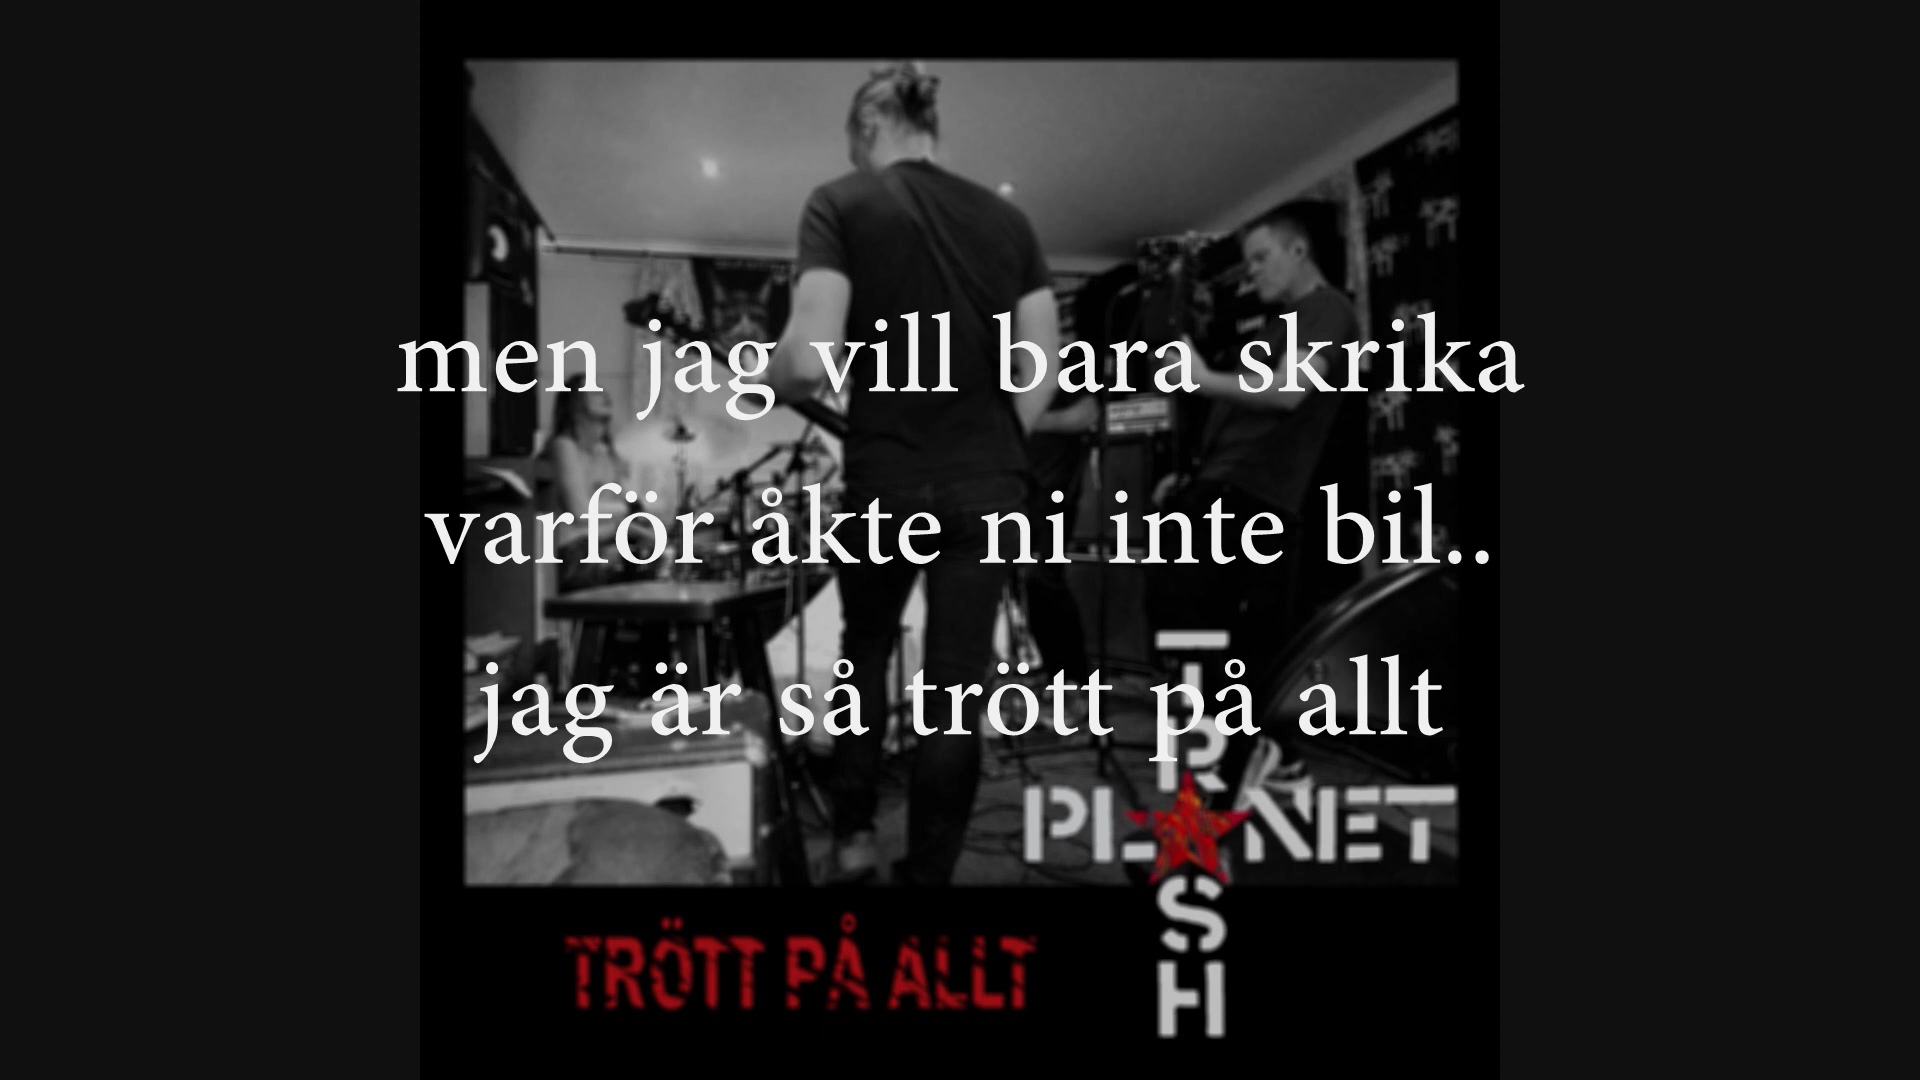 men jag vill bara skrika
varför åkte ni inte bil..
jag är så trött på allt
TRASH
PLANET
TRÖTT PÅ ALLT